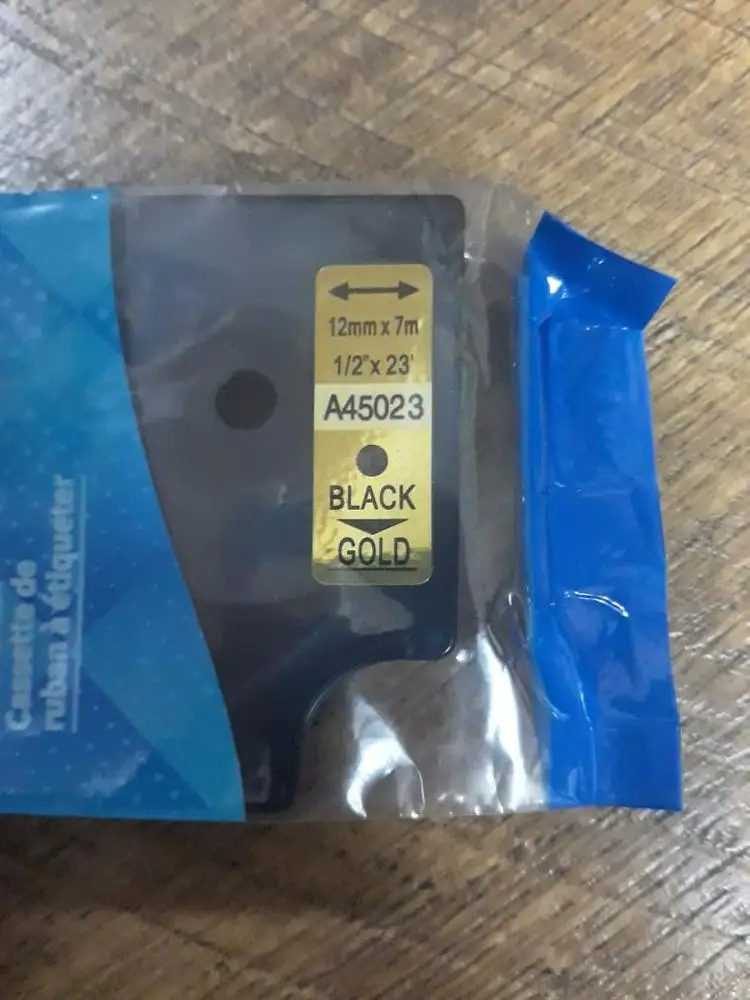 12mm x 7m
1/2"x 23'
A45023
BLACK
GOLD
Cassette de
ruban à étiqueter